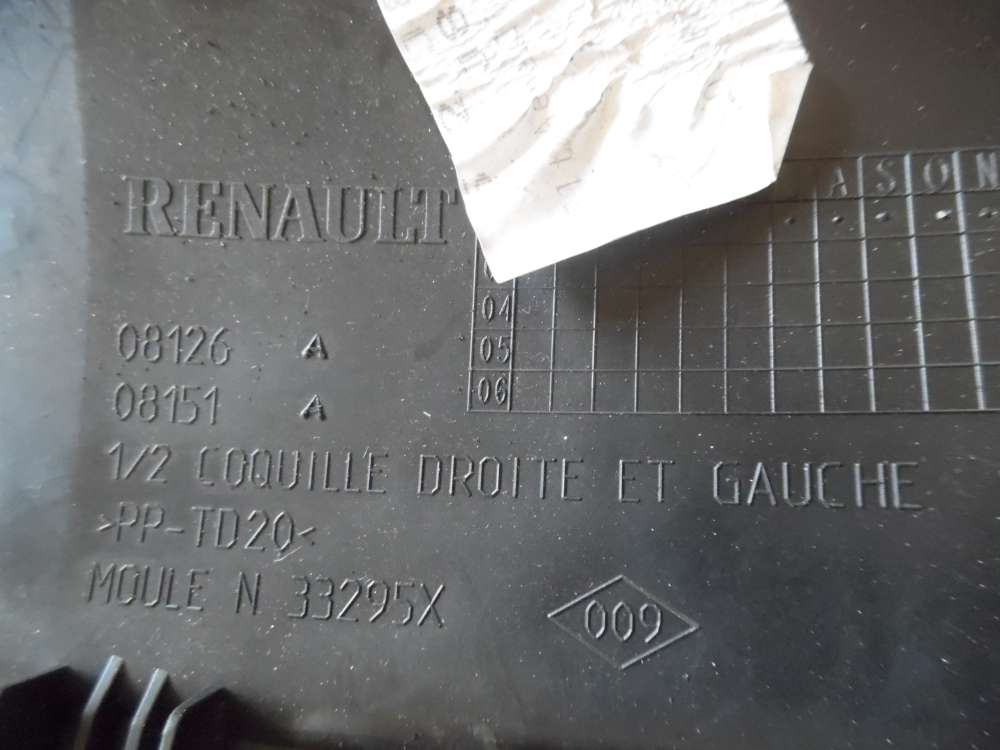 RENAULT
A S O N
04
05
06
08126 A
08151 A
1/2 COQUILLE DROITE ET GAUCHE
>PP-TD20<
MOULE N 33295X
009